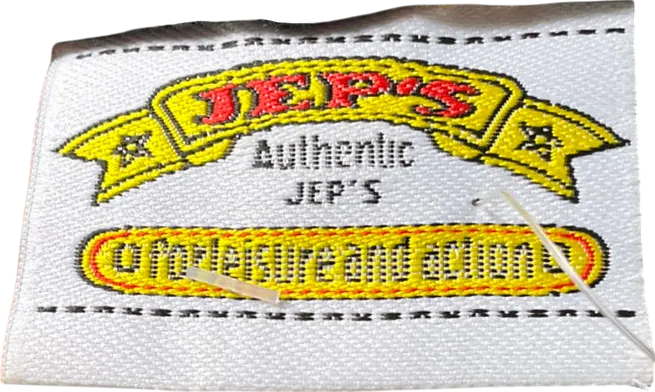 JEP'S
Authentic
JEP'S
for leisure and action